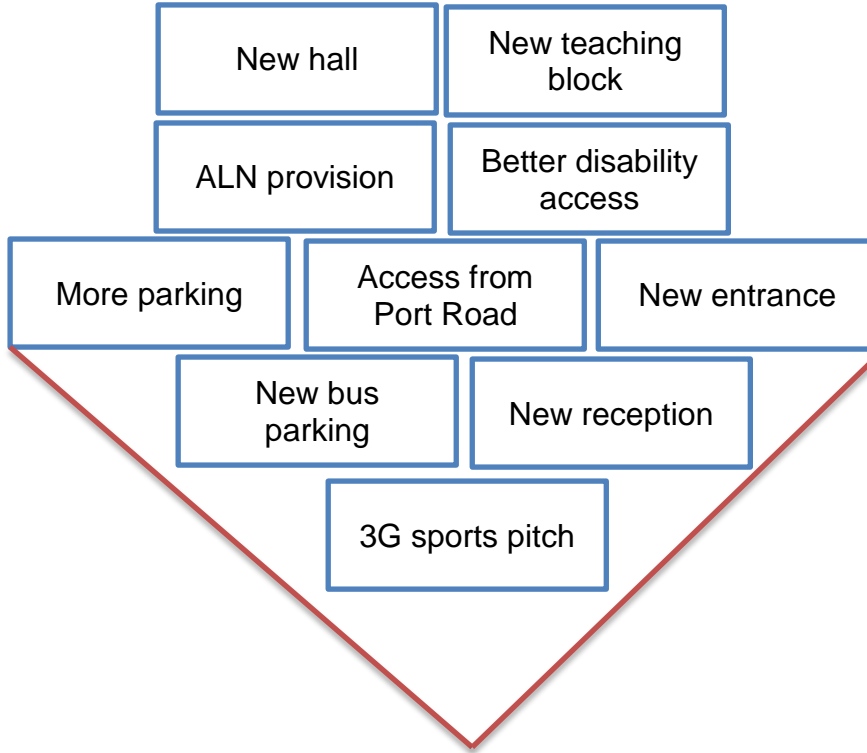 New hall
New teaching
block
ALN provision
Better disability
access
More parking
Access from
Port Road
New entrance
New bus
parking
New reception
3G sports pitch